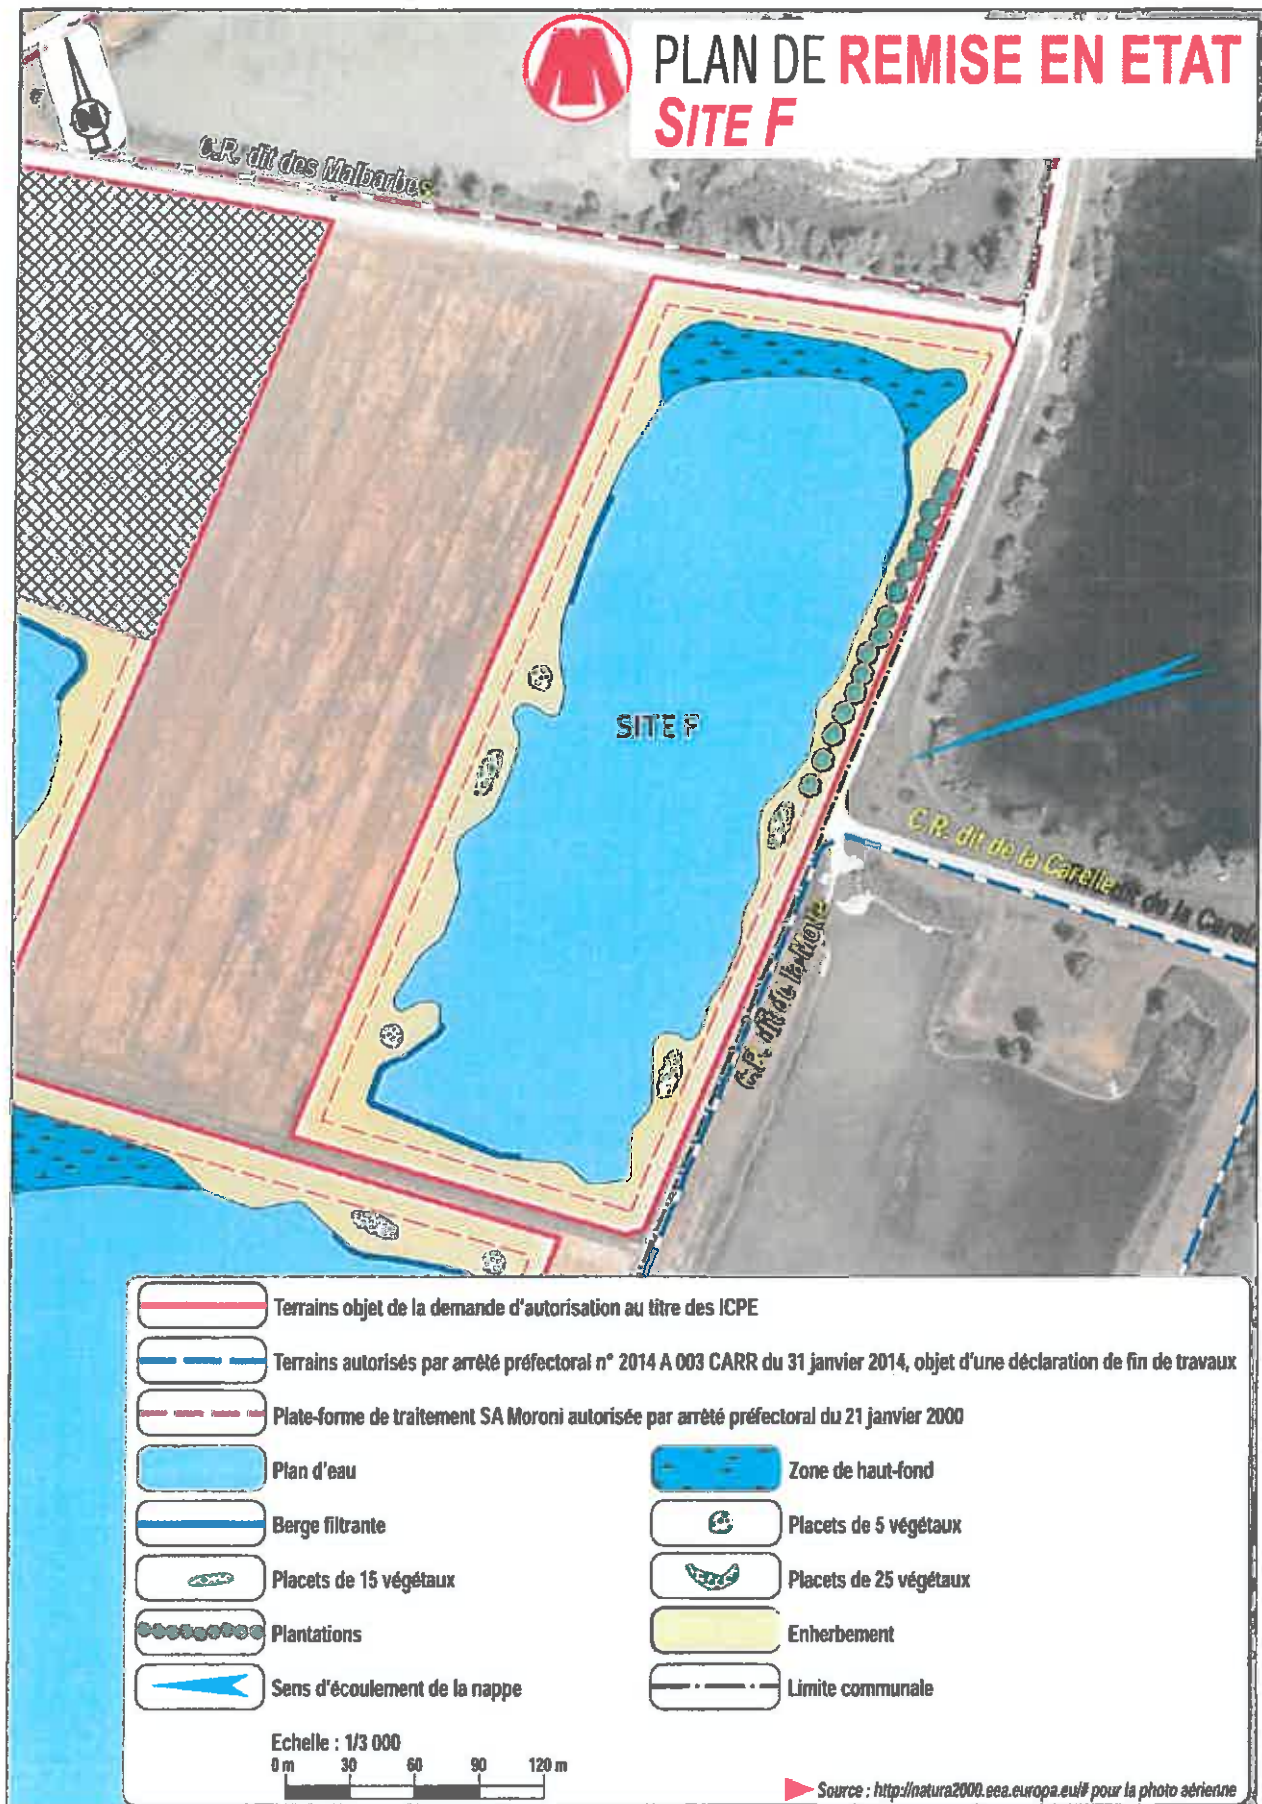 PLAN DE REMISE EN ETAT
SITE F
C.R. dit des Malbarbes
SITE F
C.R. dit de la Carelle
dit de la
C.R. dit de la
Terrains objet de la demande d'autorisation au titre des ICPE
Terrains autorisés par arrêté préfectoral n° 2014 A 003 CARR du 31 janvier 2014, objet d'une déclaration de fin de travaux
Plate-forme de traitement SA Moroni autorisée par arrêté préfectoral du 21 janvier 2000
Plan d'eau
Zone de haut-fond
Berge filtrante
Placets de 5 végétaux
Placets de 15 végétaux
Placets de 25 végétaux
Plantations
Enherbement
Sens d'écoulement de la nappe
Limite communale
Echelle : 1/3 000
0 m 30 60 90 120 m
Source : http://natura2000.eea.europa.eu/# pour la photo aérienne